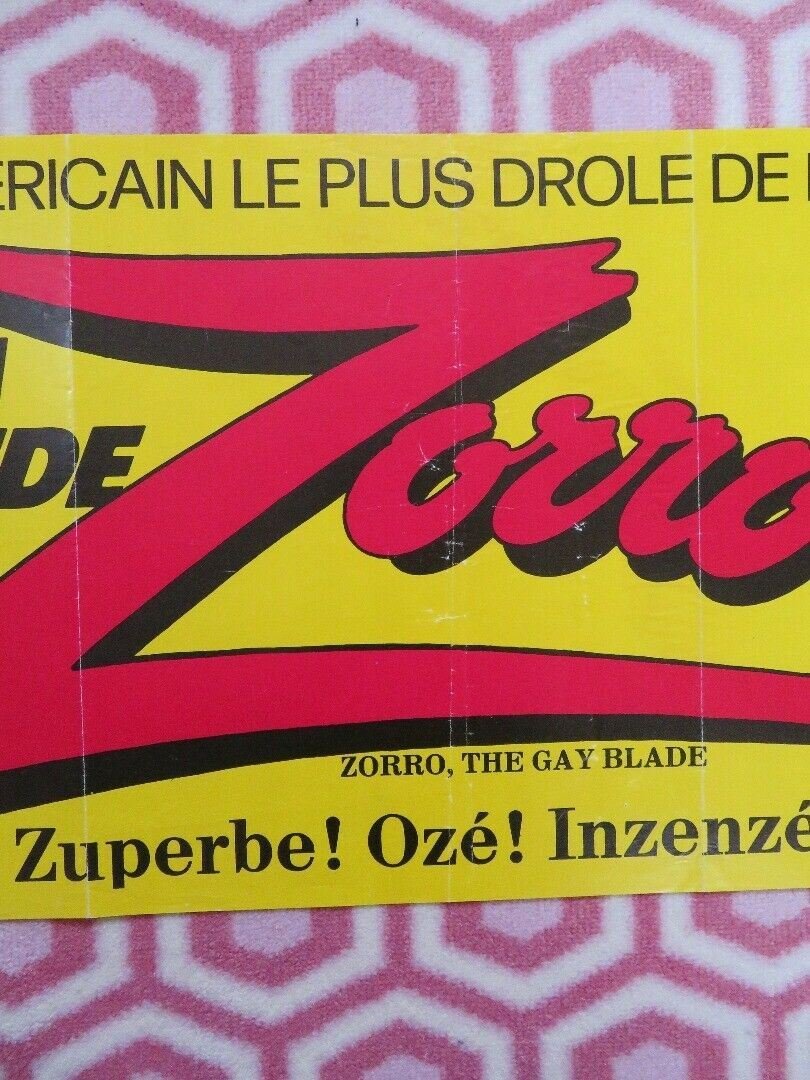 ERICAIN LE PLUS DROLE DE
DE
Zorro
ZORRO, THE GAY BLADE
Zuperbe! Ozé! Inzenzé